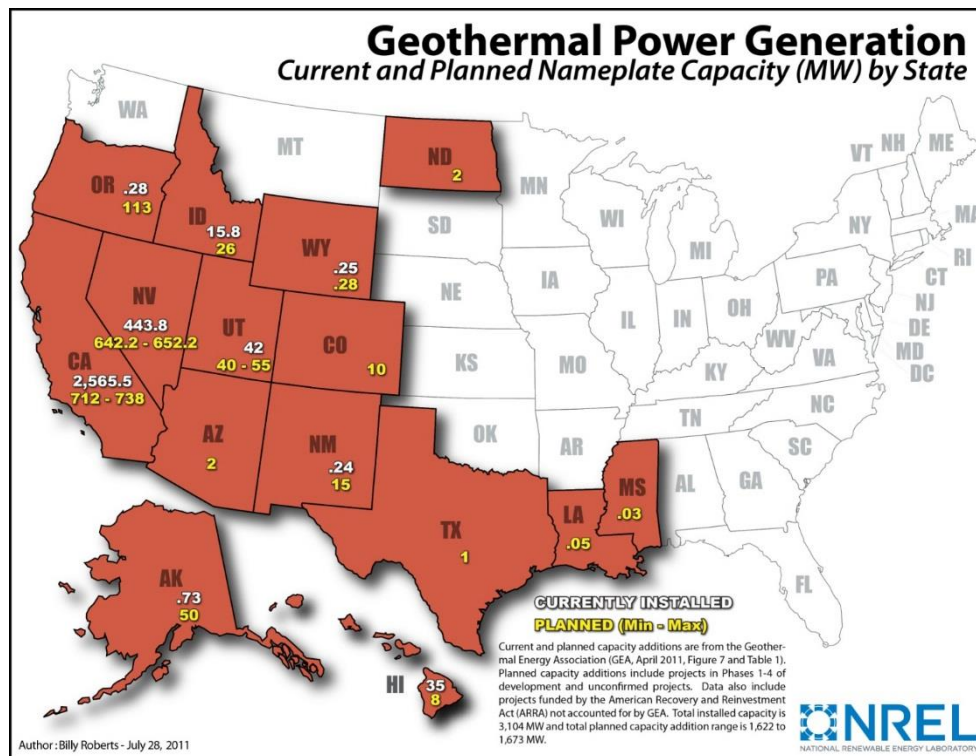 Geothermal Power Generation
Current and Planned Nameplate Capacity (MW) by State
WA
MT
ND
2
MN
VT
NH
ME
OR
.28
113
ID
15.8
26
WY
.25
.28
SD
WI
MI
NY
MA
RI
CT
NJ
DE
MD
DC
NV
443.8
642.2 - 652.2
UT
42
40 - 55
CO
10
NE
IA
IL
IN
OH
PA
WV
VA
CA
2,565.5
712 - 738
KS
MO
KY
NC
AZ
2
NM
.24
15
OK
AR
TN
SC
TX
1
LA
.05
MS
.03
AL
GA
FL
AK
.73
50
HI
35
8
CURRENTLY INSTALLED
PLANNED (Min - Max)
Current and planned capacity additions are from the Geother-
mal Energy Association (GEA, April 2011, Figure 7 and Table 1).
Planned capacity additions include projects in Phases 1-4 of
development and unconfirmed projects. Data also include
projects funded by the American Recovery and Reinvestment
Act (ARRA) not accounted for by GEA. Total installed capacity is
3,104 MW and total planned capacity addition range is 1,622 to
1,673 MW.
Author: Billy Roberts - July 28, 2011
NREL
NATIONAL RENEWABLE ENERGY LABORATORY